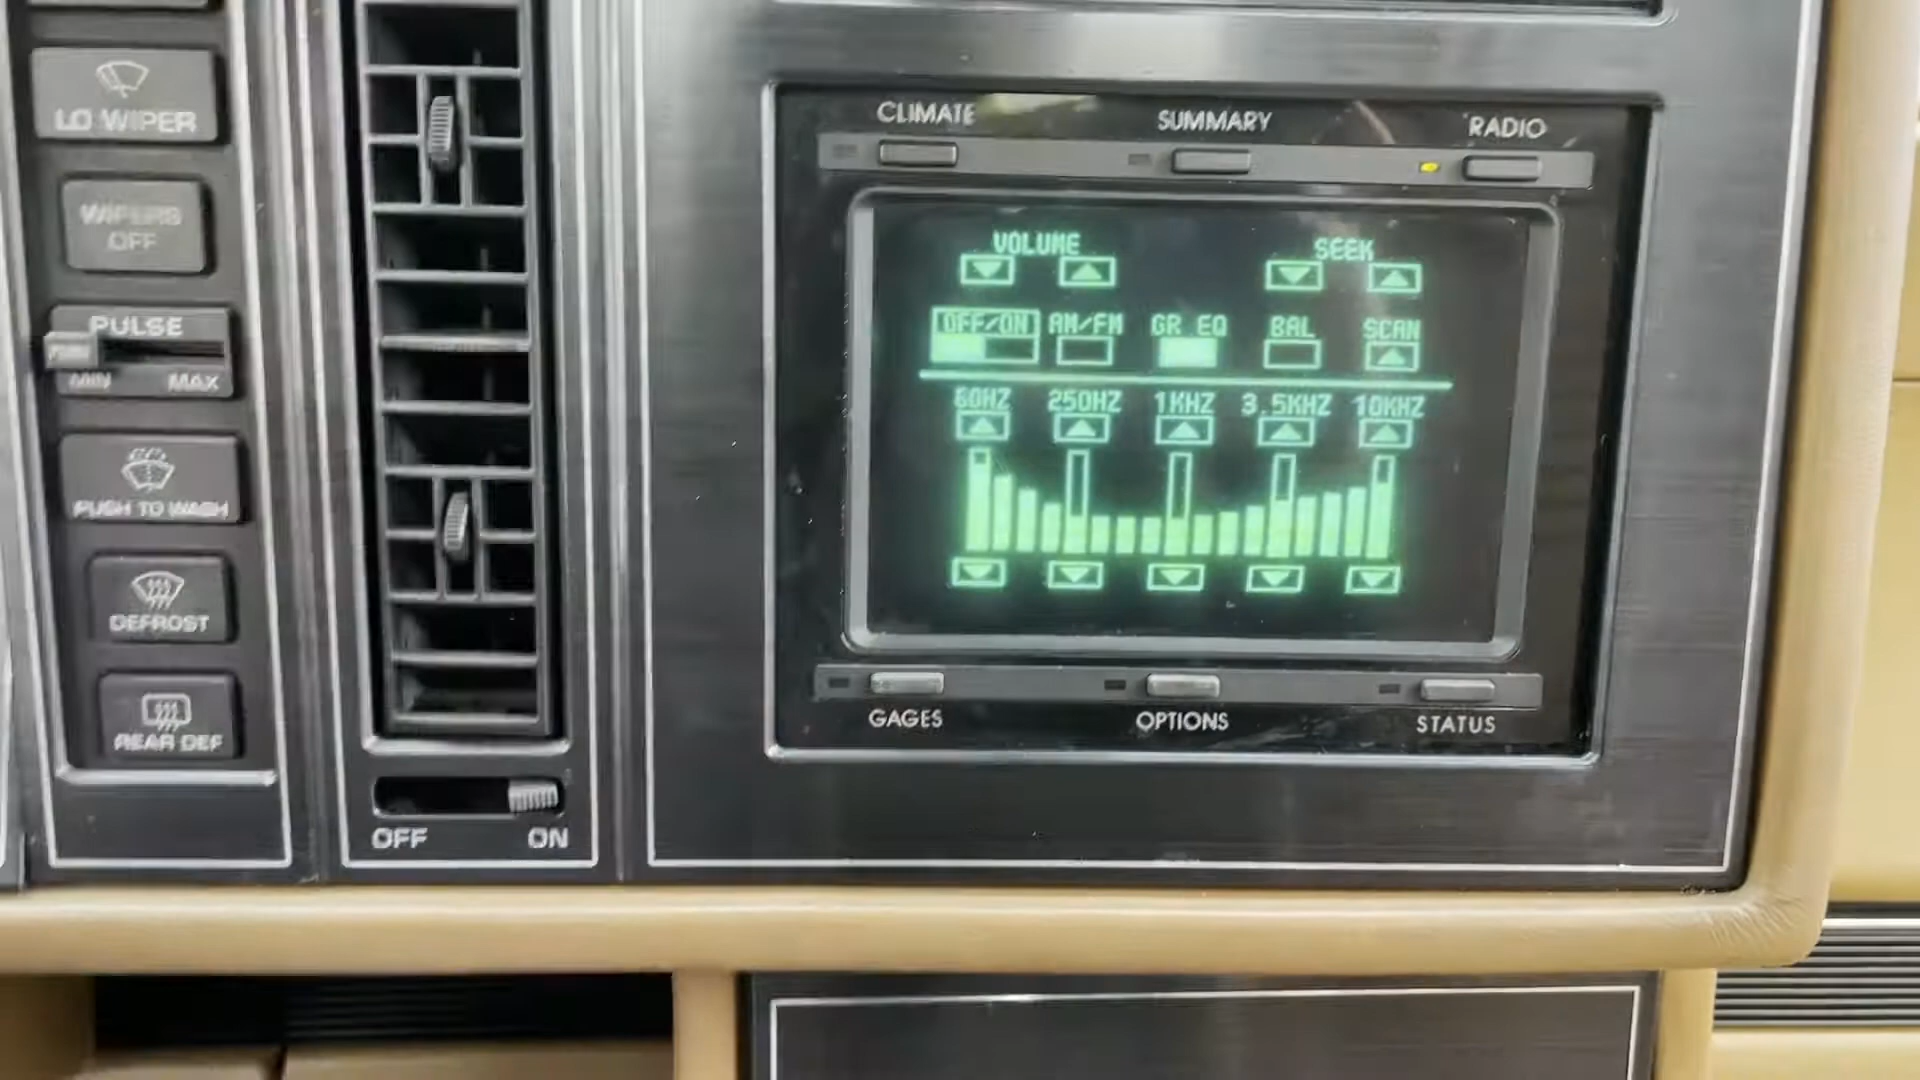 LO WIPER
WIPERS
OFF
PULSE
MIN MAX
PUSH TO WASH
DEFROST
REAR DEF
OFF ON
CLIMATE SUMMARY RADIO
VOLUME SEEK
OFF/ON AM/FM GR EQ BAL SCAN
60HZ 250HZ 1KHZ 3.5KHZ 10KHZ
GAGES OPTIONS STATUS